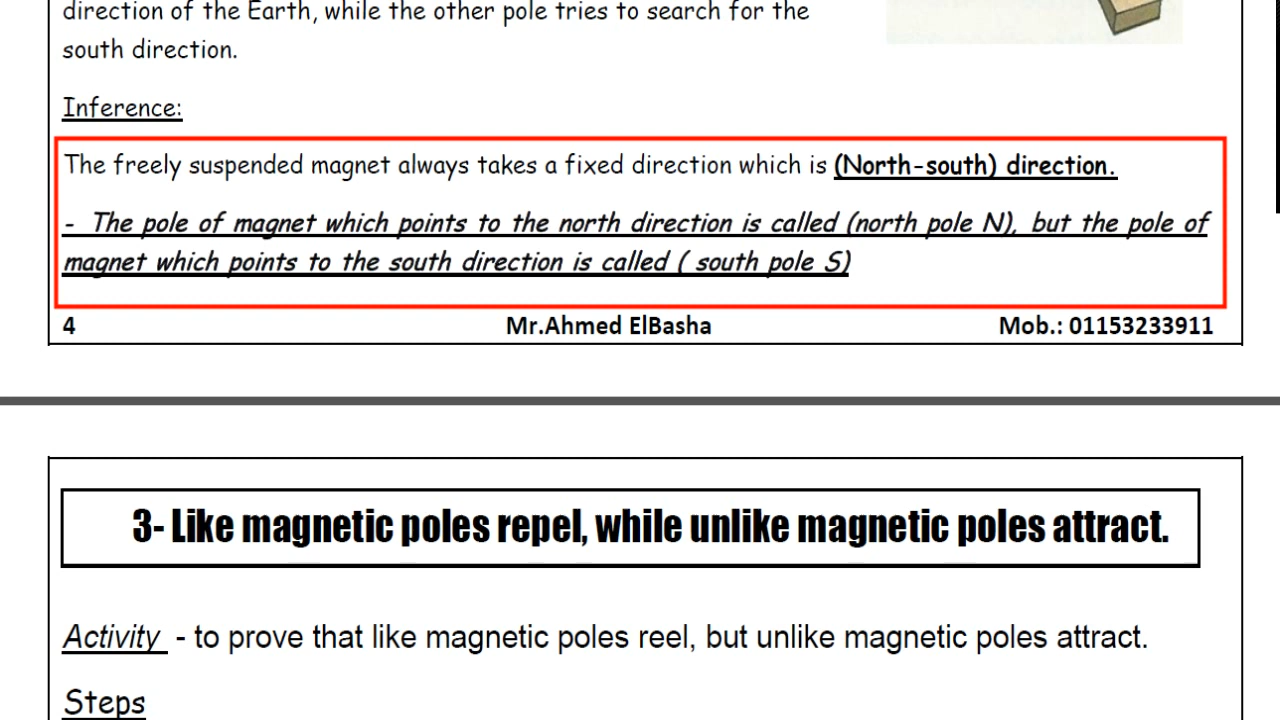 direction of the Earth, while the other pole tries to search for the
south direction.
Inference:
The freely suspended magnet always takes a fixed direction which is (North-south) direction.
- The pole of magnet which points to the north direction is called (north pole N), but the pole of
magnet which points to the south direction is called ( south pole S)
4 Mr.Ahmed ElBasha Mob.: 01153233911
3- Like magnetic poles repel, while unlike magnetic poles attract.
Activity - to prove that like magnetic poles reel, but unlike magnetic poles attract.
Steps